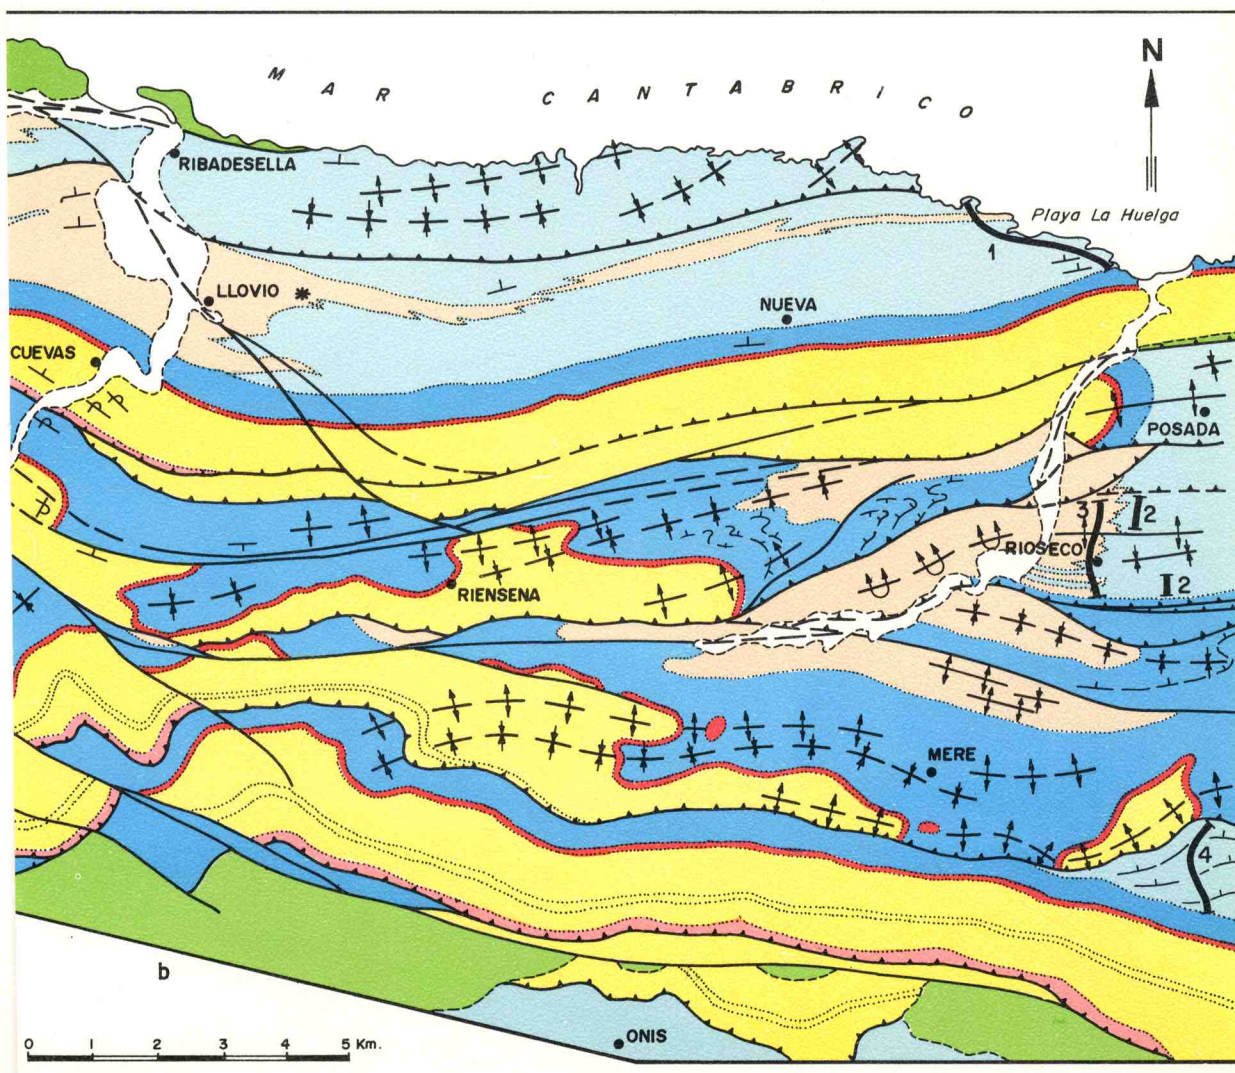 N
MAR CANTABRICO
RIBADESELLA
Playa La Huelga
1
LLOVIO
NUEVA
CUEVAS
POSADA
3
2
RIOSECO
2
RIENSENA
MERE
4
b
ONIS
0 1 2 3 4 5 Km.